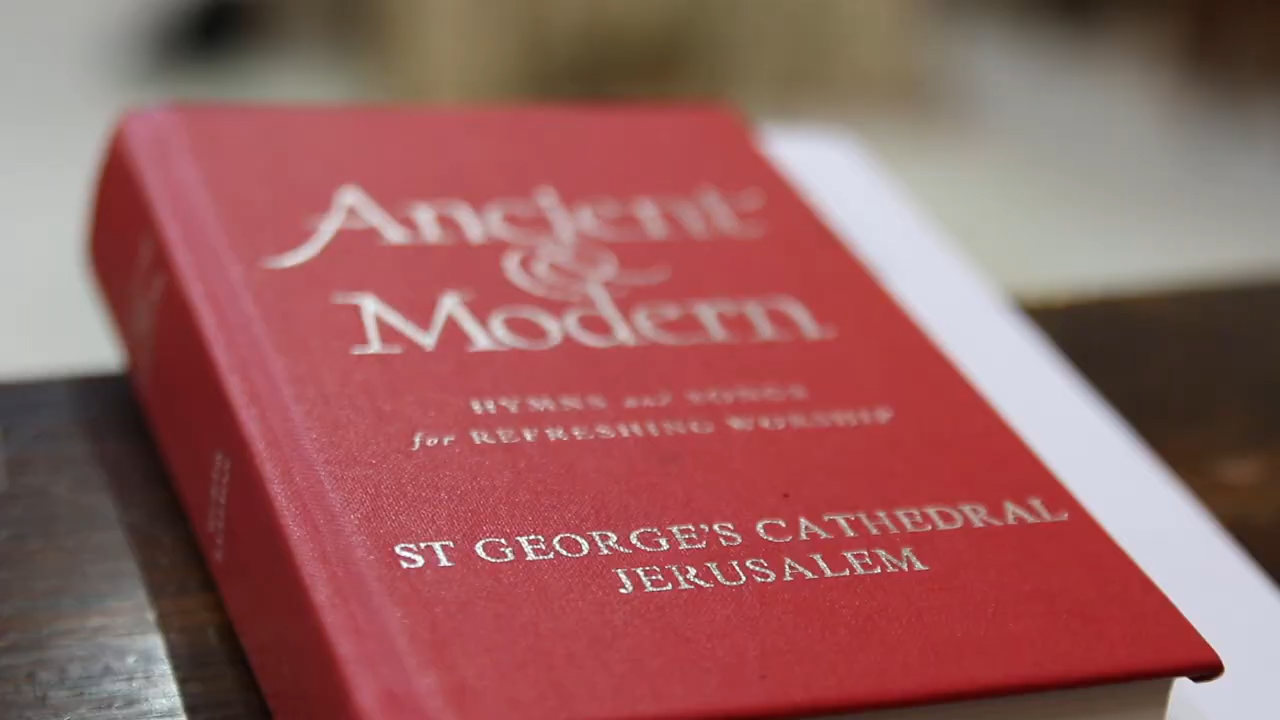 Ancient
&
Modern
HYMNS and SONGS
for REFRESHING WORSHIP
ST GEORGE'S CATHEDRAL
JERUSALEM